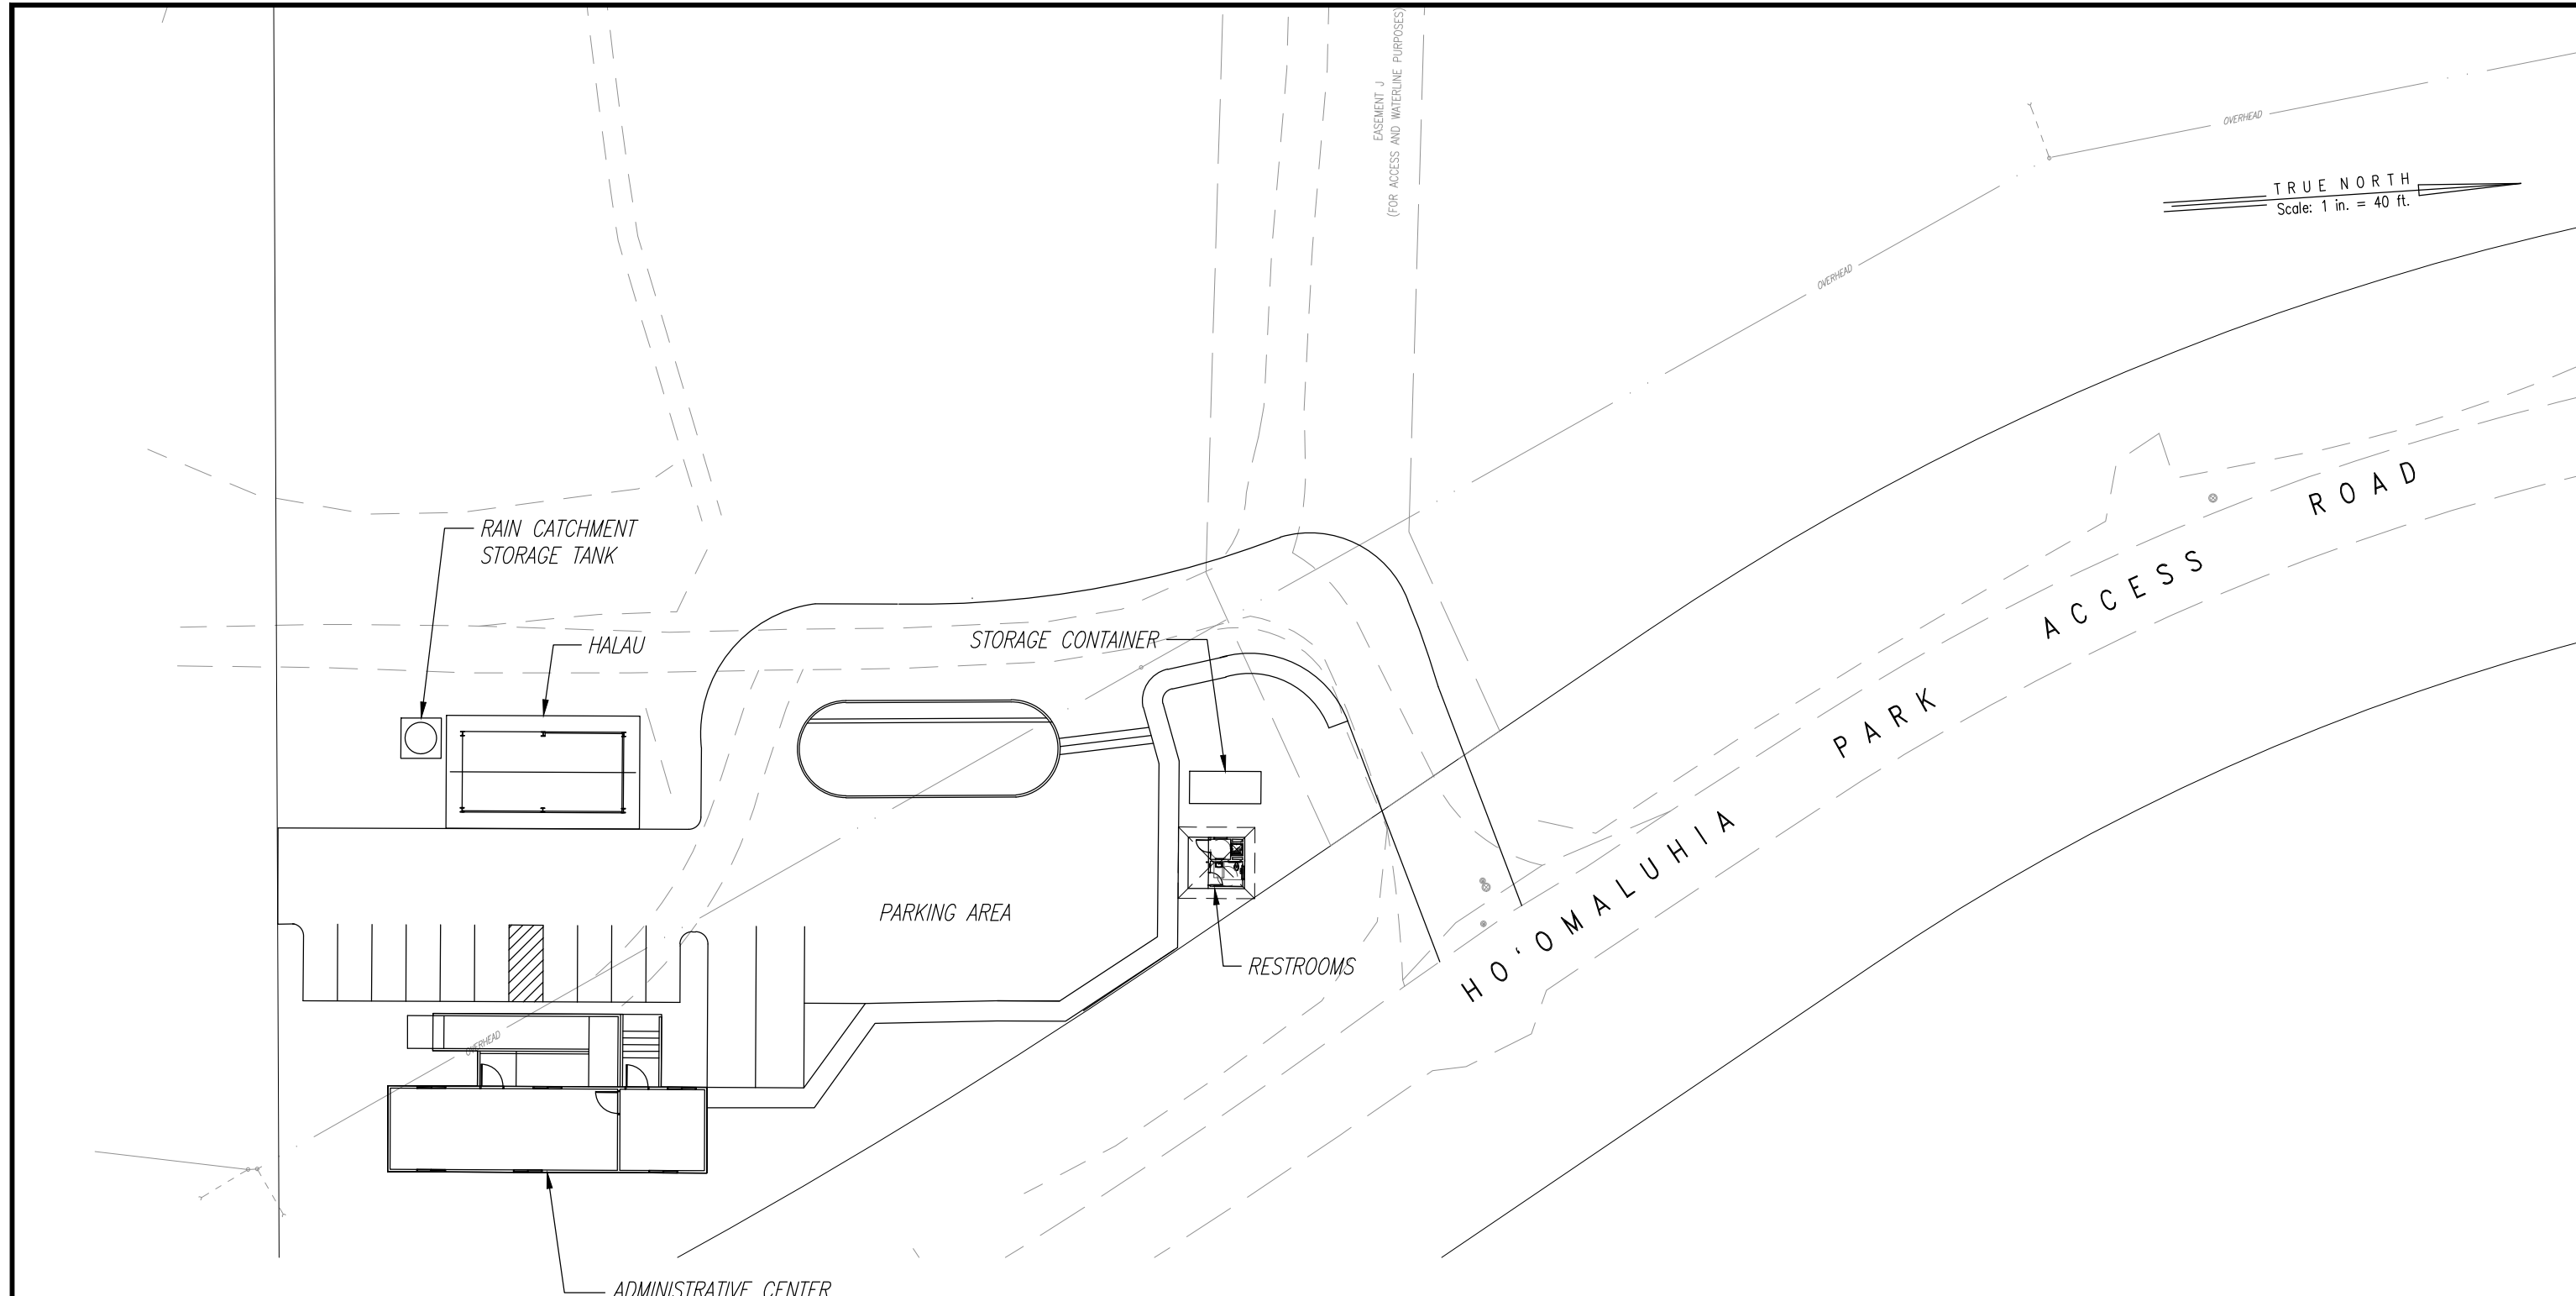 EASEMENT J
(FOR ACCESS AND WATERLINE PURPOSES)
OVERHEAD
TRUE NORTH
Scale: 1 in. = 40 ft.
OVERHEAD
RAIN CATCHMENT
STORAGE TANK
HALAU
STORAGE CONTAINER
HO'OMALUHIA PARK ACCESS ROAD
PARKING AREA
RESTROOMS
OVERHEAD
ADMINISTRATIVE CENTER